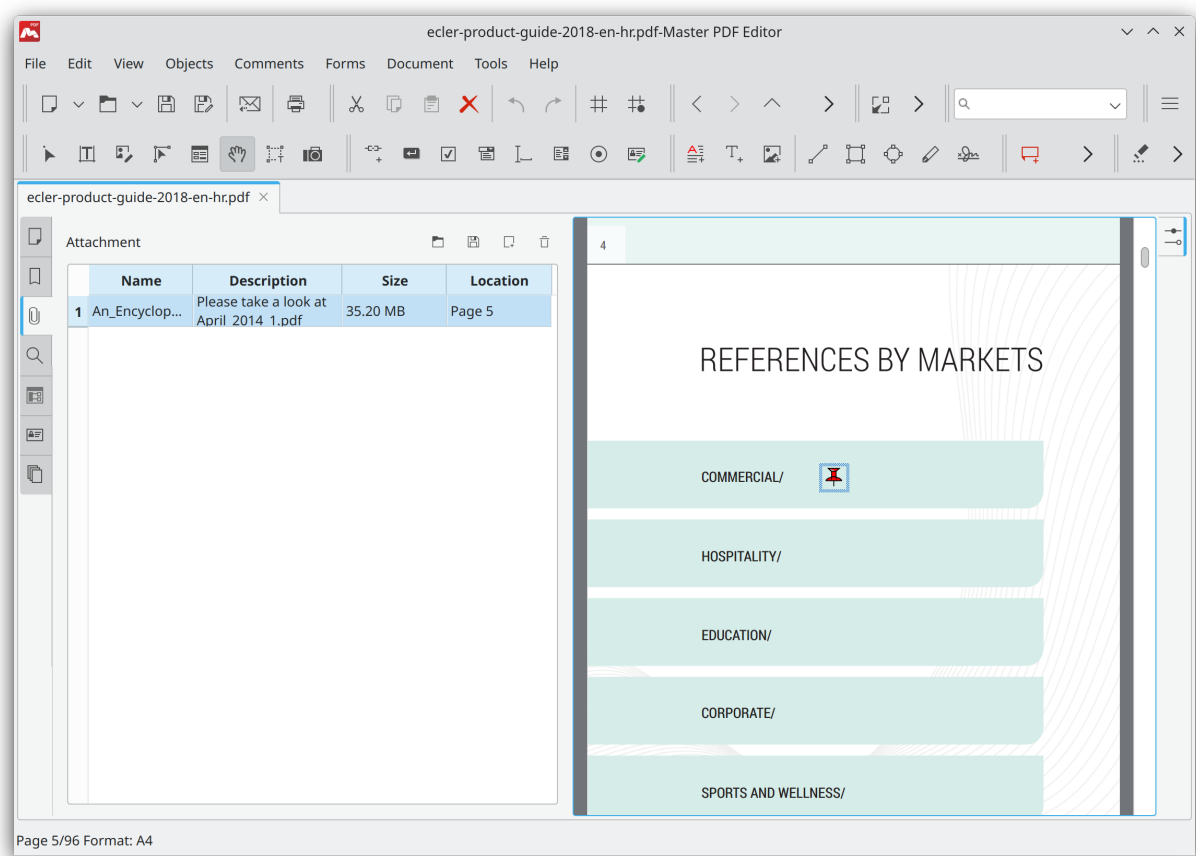 ecler-product-guide-2018-en-hr.pdf-Master PDF Editor
File Edit View Objects Comments Forms Document Tools Help
ecler-product-guide-2018-en-hr.pdf
Attachment
Name Description Size Location
1 An_Encyclop... Please take a look at 35.20 MB Page 5
April_2014_1.pdf
4
REFERENCES BY MARKETS
COMMERCIAL/
HOSPITALITY/
EDUCATION/
CORPORATE/
SPORTS AND WELLNESS/
Page 5/96 Format: A4